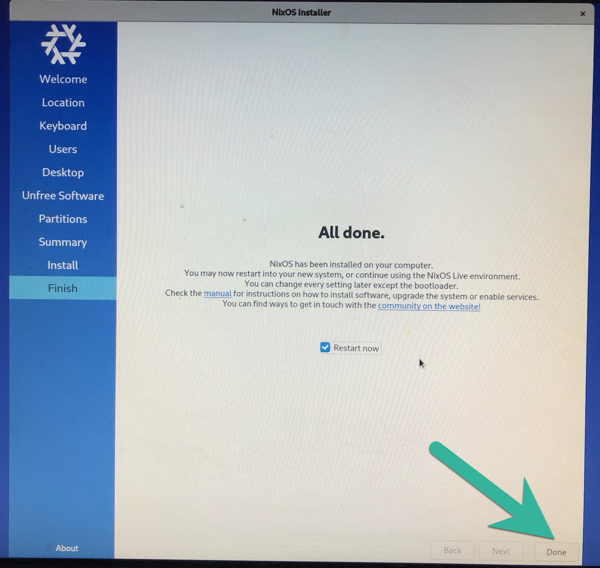 NixOS Installer
Welcome
Location
Keyboard
Users
Desktop
Unfree Software
Partitions
Summary
Install
Finish
All done.
NixOS has been installed on your computer.
You may now restart into your new system, or continue using the NixOS Live environment.
You can change every setting later except the bootloader.
Check the manual for instructions on how to install software, upgrade the system or enable services.
You can find ways to get in touch with the community on the website!
Restart now
About
Back
Next
Done